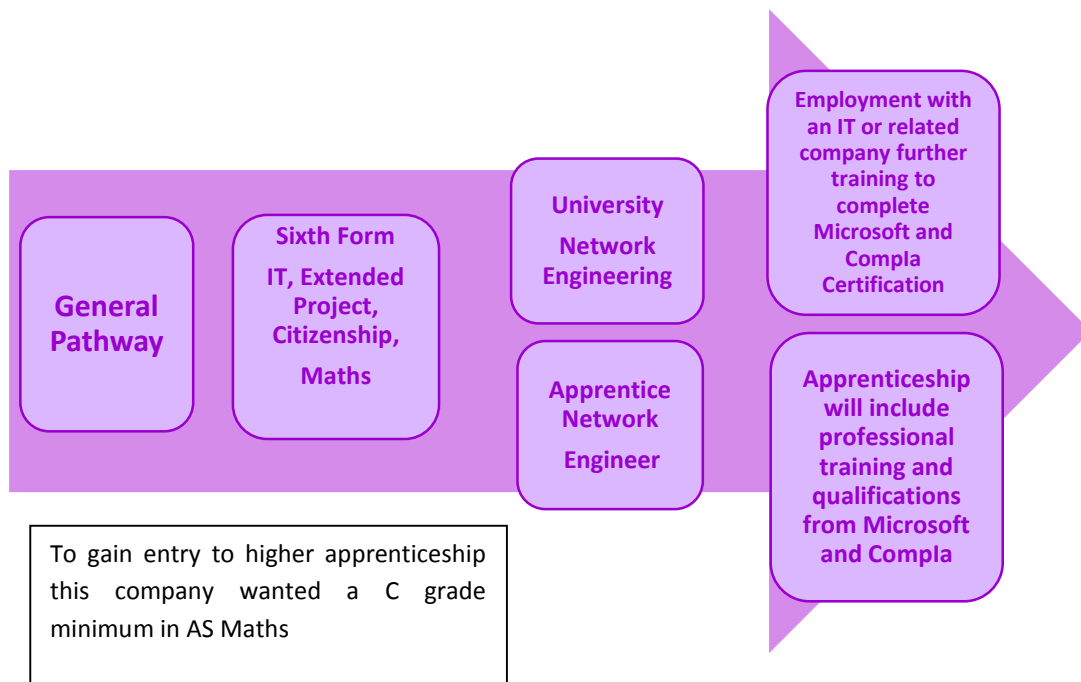 General
Pathway
Sixth Form
IT, Extended
Project,
Citizenship,
Maths
University
Network
Engineering
Apprentice
Network
Engineer
Employment with
an IT or related
company further
training to
complete
Microsoft and
CompIa
Certification
Apprenticeship
will include
professional
training and
qualifications
from Microsoft
and CompIa
To gain entry to higher apprenticeship
this company wanted a C grade
minimum in AS Maths